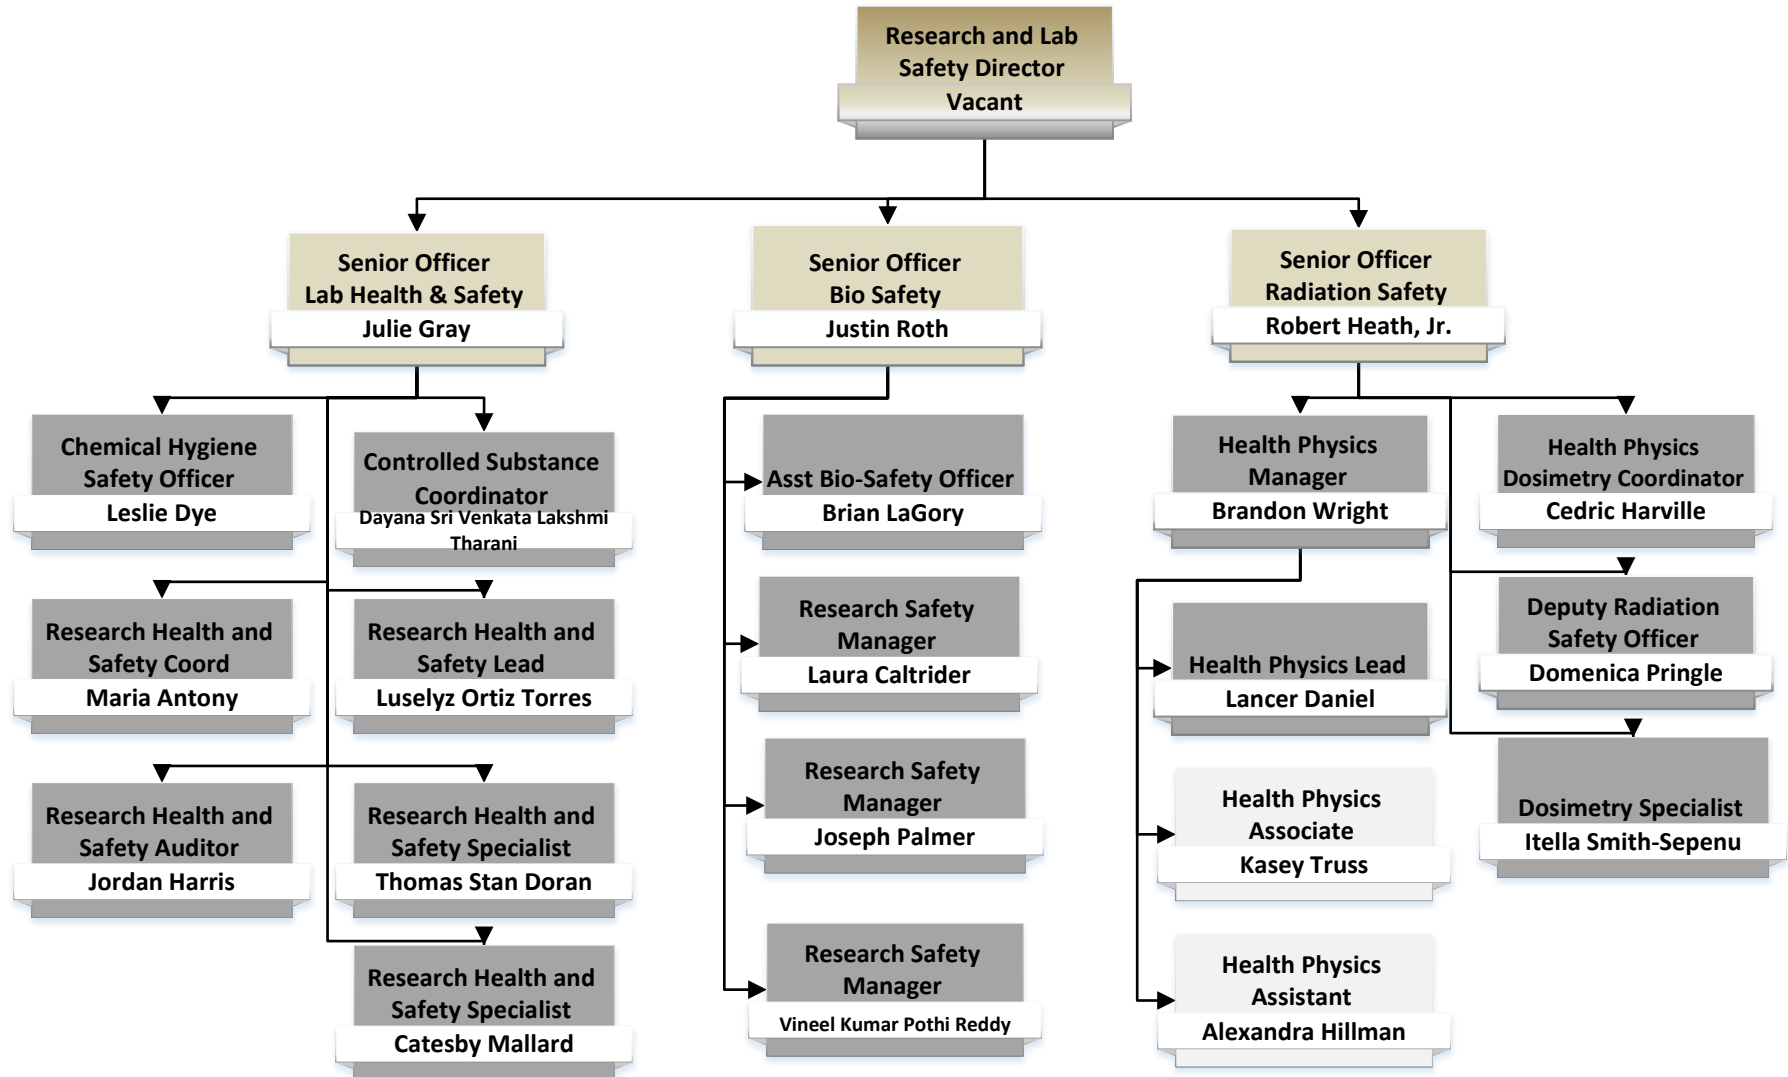 Research and Lab
Safety Director
Vacant
Senior Officer
Lab Health & Safety
Julie Gray
Senior Officer
Bio Safety
Justin Roth
Senior Officer
Radiation Safety
Robert Heath, Jr.
Chemical Hygiene
Safety Officer
Leslie Dye
Controlled Substance
Coordinator
Dayana Sri Venkata Lakshmi
Tharani
Research Health and
Safety Coord
Maria Antony
Research Health and
Safety Lead
Luselyz Ortiz Torres
Research Health and
Safety Auditor
Jordan Harris
Research Health and
Safety Specialist
Thomas Stan Doran
Research Health and
Safety Specialist
Catesby Mallard
Asst Bio-Safety Officer
Brian LaGory
Research Safety
Manager
Laura Caltrider
Research Safety
Manager
Joseph Palmer
Research Safety
Manager
Vineel Kumar Pothi Reddy
Health Physics
Manager
Brandon Wright
Health Physics Lead
Lancer Daniel
Health Physics
Associate
Kasey Truss
Health Physics
Assistant
Alexandra Hillman
Health Physics
Dosimetry Coordinator
Cedric Harville
Deputy Radiation
Safety Officer
Domenica Pringle
Dosimetry Specialist
Itella Smith-Sepenu